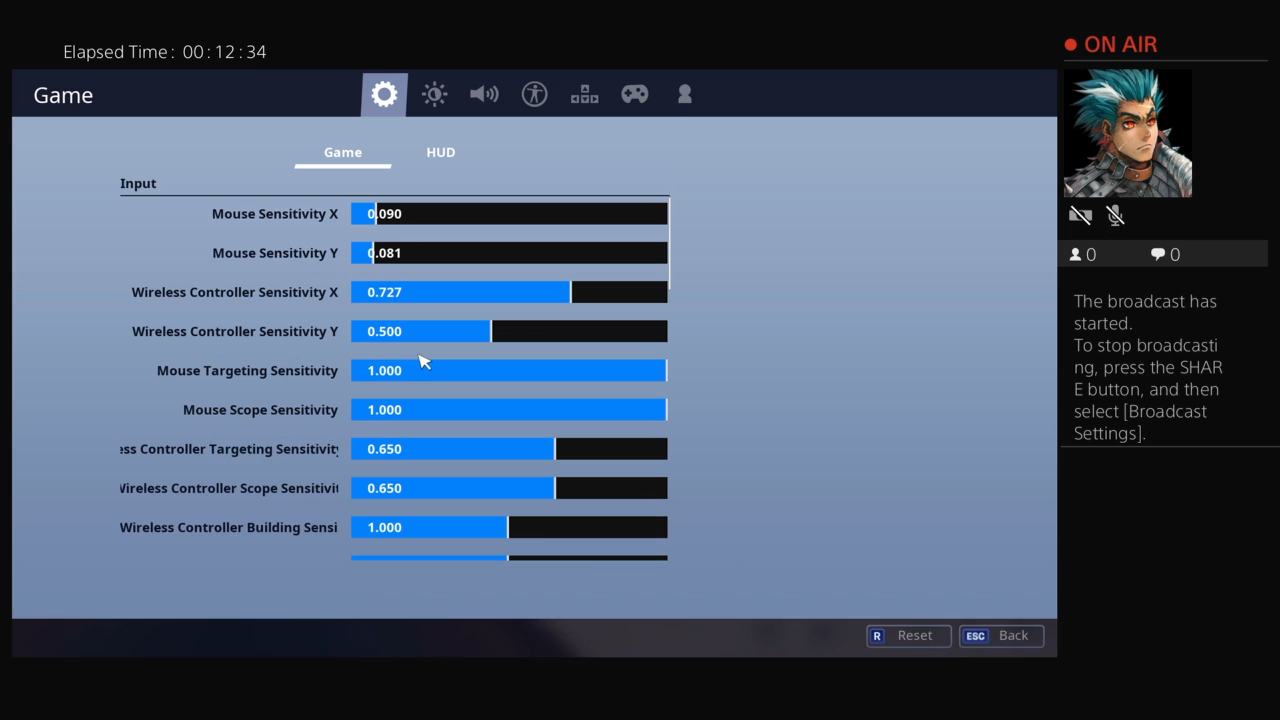 Elapsed Time: 00:12:34
ON AIR
Game
Game HUD
Input
Mouse Sensitivity X 0.090
Mouse Sensitivity Y 0.081
Wireless Controller Sensitivity X 0.727
Wireless Controller Sensitivity Y 0.500
Mouse Targeting Sensitivity 1.000
Mouse Scope Sensitivity 1.000
ess Controller Targeting Sensitivity 0.650
Wireless Controller Scope Sensitivit 0.650
Wireless Controller Building Sensi 1.000
R Reset ESC Back
0 0
The broadcast has
started.
To stop broadcasti
ng, press the SHAR
E button, and then
select [Broadcast
Settings].